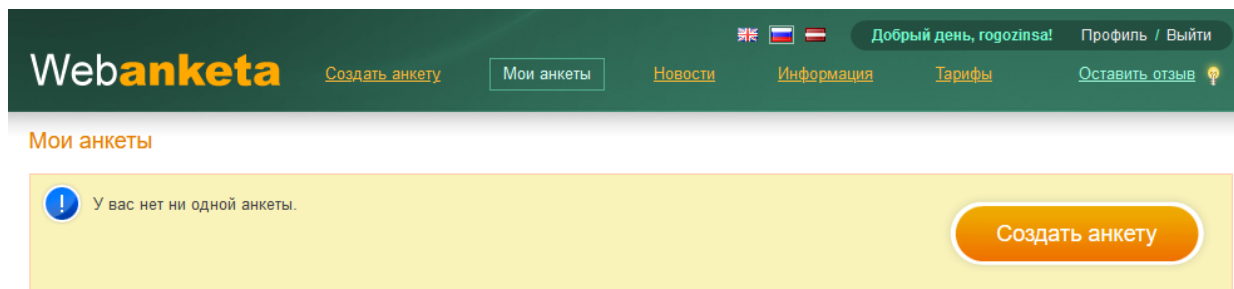 Добрый день, rogozinsa! Профиль / Выйти
Webanketa Создать анкету Мои анкеты Новости Информация Тарифы Оставить отзыв
Мои анкеты
У вас нет ни одной анкеты.
Создать анкету